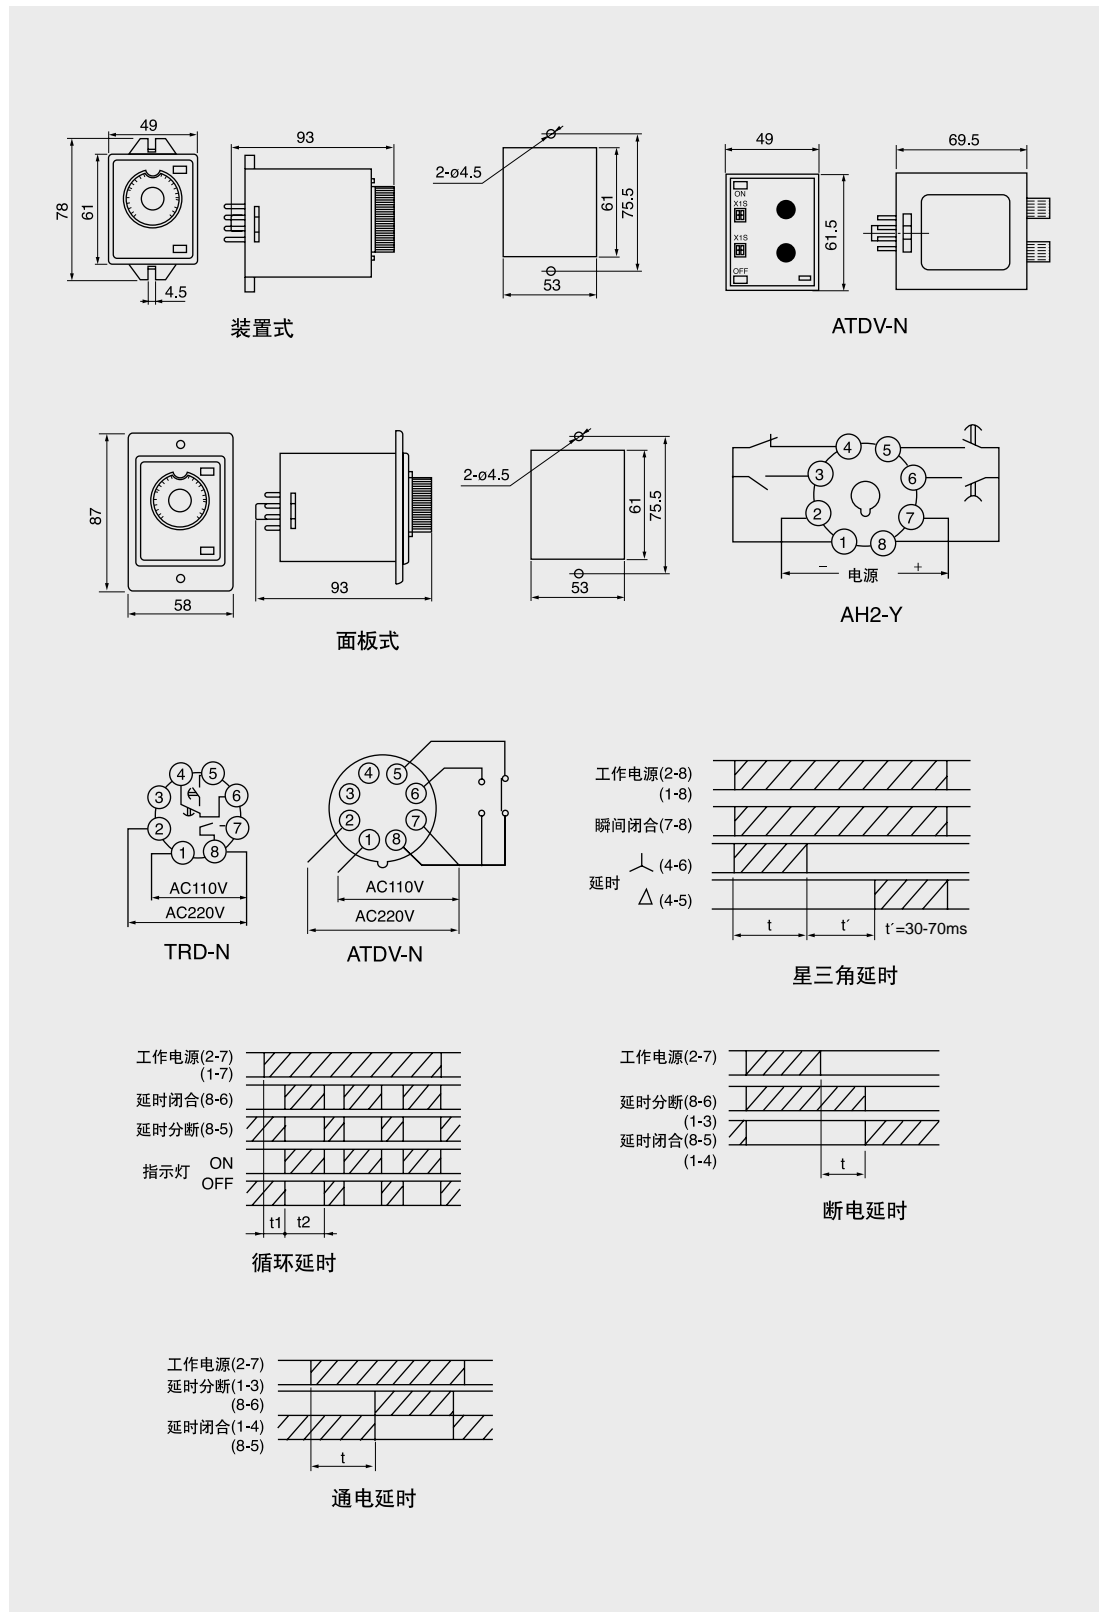 49
93
78
61
4.5
装置式
2-ø4.5
61
75.5
53
49
69.5
ON
X1S
X1S
OFF
61.5
ATDV-N
87
58
93
面板式
2-ø4.5
61
75.5
53
4
5
3
6
2
7
1
8
− 电源 +
AH2-Y
4
5
3
6
2
7
1
8
AC110V
AC220V
TRD-N
4
5
3
6
2
7
1
8
AC110V
AC220V
ATDV-N
工作电源(2-8)
(1-8)
瞬间闭合(7-8)
延时
(4-6)
△ (4-5)
t
t´
t´=30-70ms
星三角延时
工作电源(2-7)
(1-7)
延时闭合(8-6)
延时分断(8-5)
指示灯
ON
OFF
t1
t2
循环延时
工作电源(2-7)
延时分断(8-6)
(1-3)
延时闭合(8-5)
(1-4)
t
断电延时
工作电源(2-7)
延时分断(1-3)
(8-6)
延时闭合(1-4)
(8-5)
t
通电延时